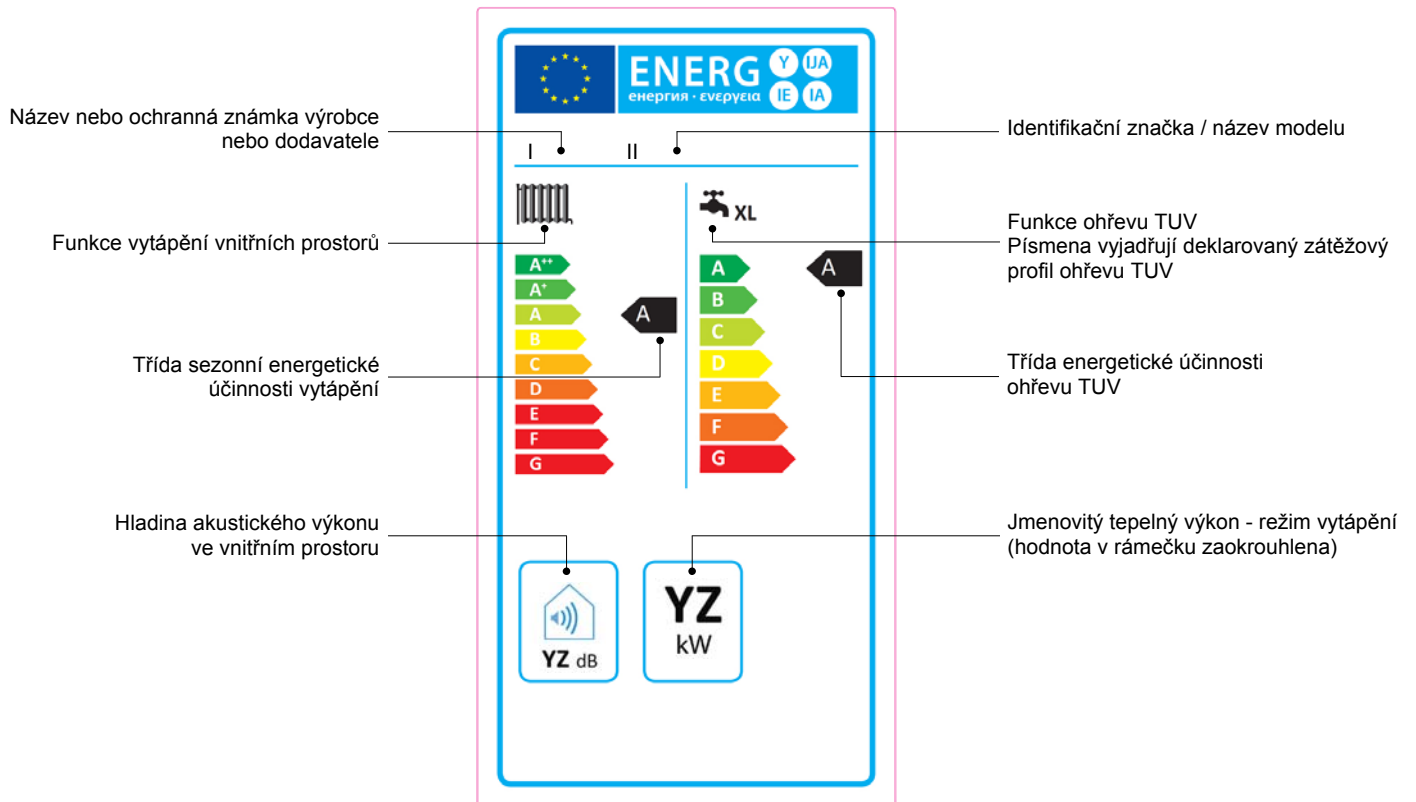 ENERG
енергия · ενεργεια
Y IJA
IE IA
Název nebo ochranná známka výrobce
nebo dodavatele
Identifikační značka / název modelu
I
II
XL
Funkce vytápění vnitřních prostorů
Funkce ohřevu TUV
Písmena vyjadřují deklarovaný zátěžový
profil ohřevu TUV
A++
A+
A
B
C
D
E
F
G
A
A
B
C
D
E
F
G
A
Třída sezonní energetické
účinnosti vytápění
Třída energetické účinnosti
ohřevu TUV
Hladina akustického výkonu
ve vnitřním prostoru
Jmenovitý tepelný výkon - režim vytápění
(hodnota v rámečku zaokrouhlena)
YZ dB
YZ
kW